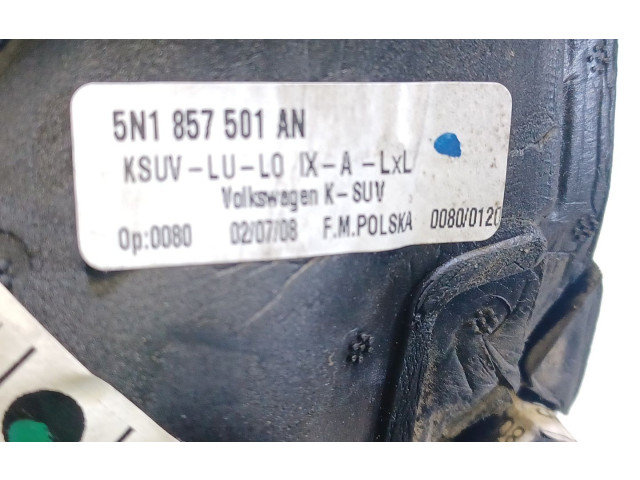 5N1 857 501 AN
KSUV-LU-LO IX-A -LxL
Volkswagen K-SUV
Op:0080 02/07/08 F.M.POLSKA 0080/0120
08